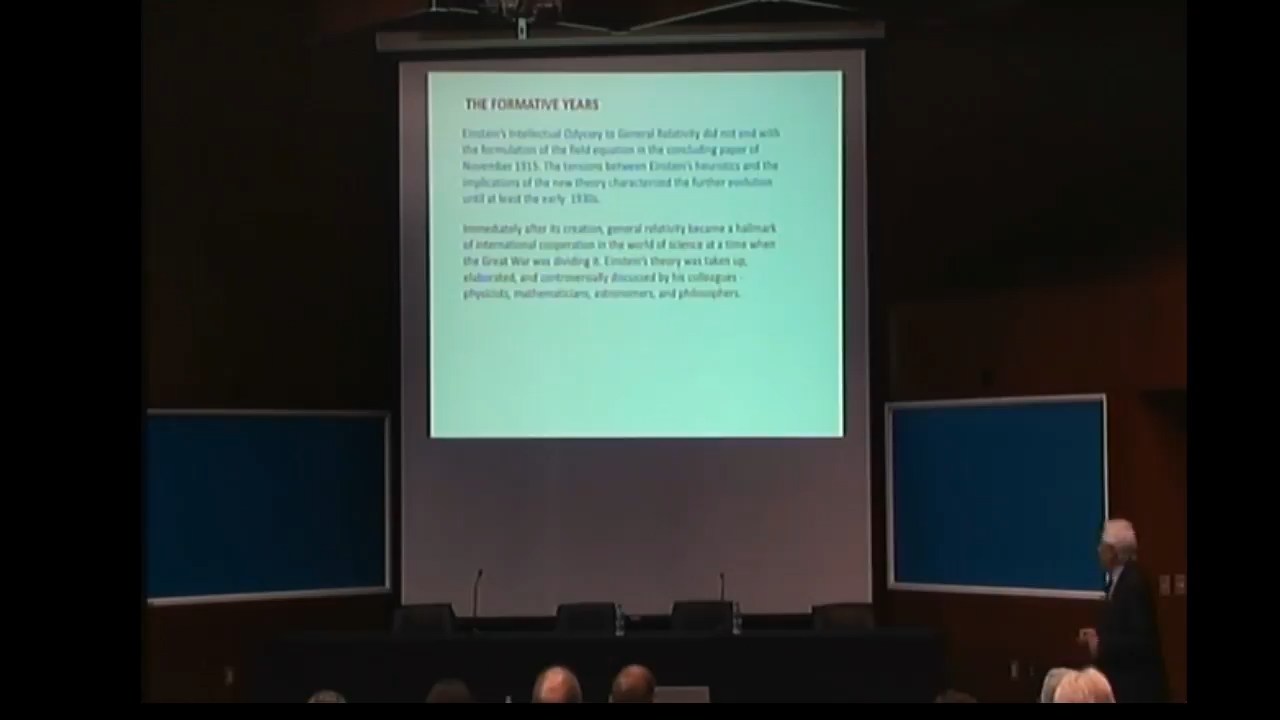 THE FORMATIVE YEARS
Einstein's Intellectual Odyssey to General Relativity did not end with
the formulation of the field equation in the concluding paper of
November 1915. The tensions between Einstein's heuristics and the
implications of the new theory characterized the further evolution
until at least the early 1930s.
Immediately after its creation, general relativity became a hallmark
of international cooperation in the world of science at a time when
the Great War was dividing it. Einstein's theory was taken up,
elaborated, and controversially discussed by his colleagues -
physicists, mathematicians, astronomers, and philosophers.